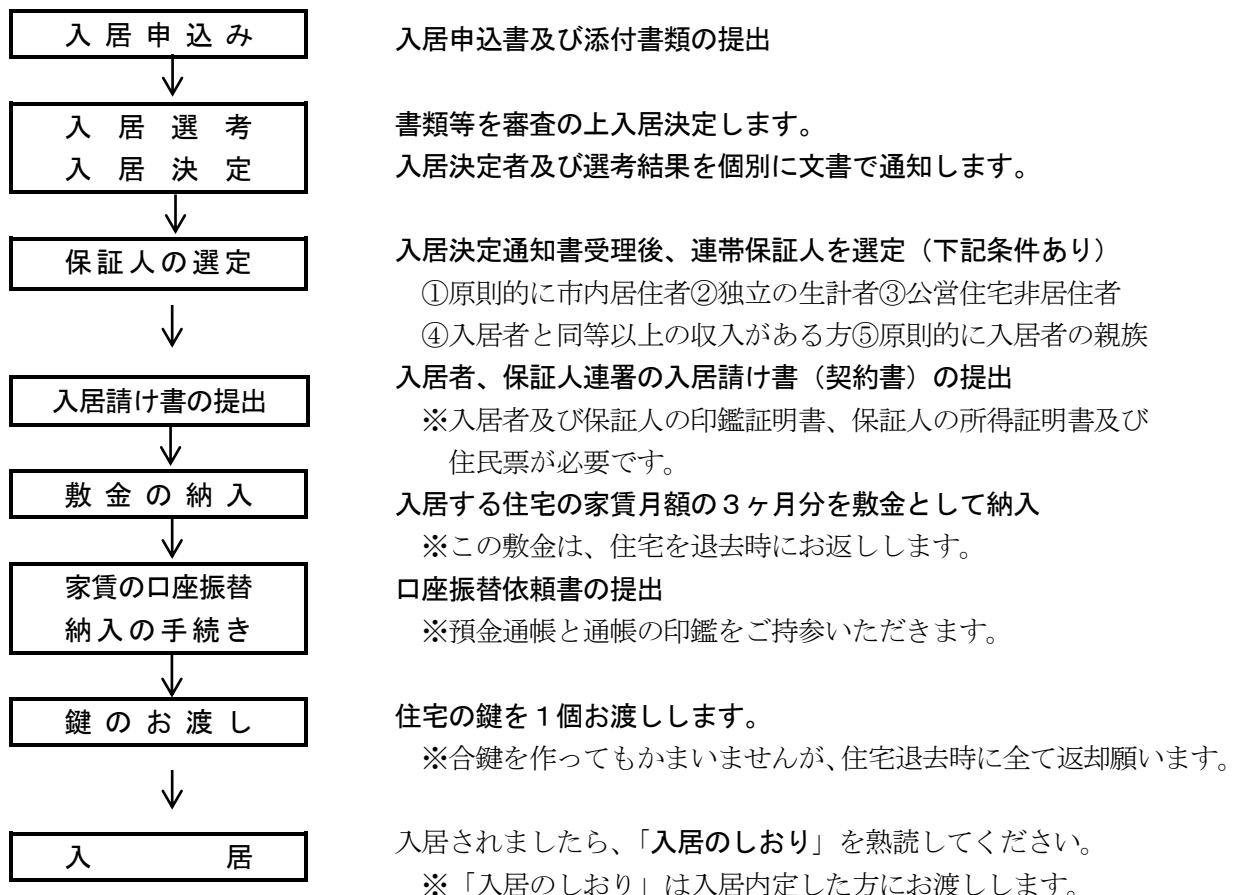 入居申込み
入居申込書及び添付書類の提出
入居選考
入居決定
書類等を審査の上入居決定します。
入居決定者及び選考結果を個別に文書で通知します。
保証人の選定
入居決定通知書受理後、連帯保証人を選定（下記条件あり）
①原則的に市内居住者②独立の生計者③公営住宅非居住者
④入居者と同等以上の収入がある方⑤原則的に入居者の親族
入居請け書の提出
入居者、保証人連署の入居請け書（契約書）の提出
※入居者及び保証人の印鑑証明書、保証人の所得証明書及び
住民票が必要です。
敷金の納入
入居する住宅の家賃月額の３ヶ月分を敷金として納入
※この敷金は、住宅を退去時にお返しします。
家賃の口座振替
納入の手続き
口座振替依頼書の提出
※預金通帳と通帳の印鑑をご持参いただきます。
鍵のお渡し
住宅の鍵を１個お渡しします。
※合鍵を作ってもかまいませんが、住宅退去時に全て返却願います。
入居
入居されましたら、「入居のしおり」を熟読してください。
※「入居のしおり」は入居内定した方にお渡しします。